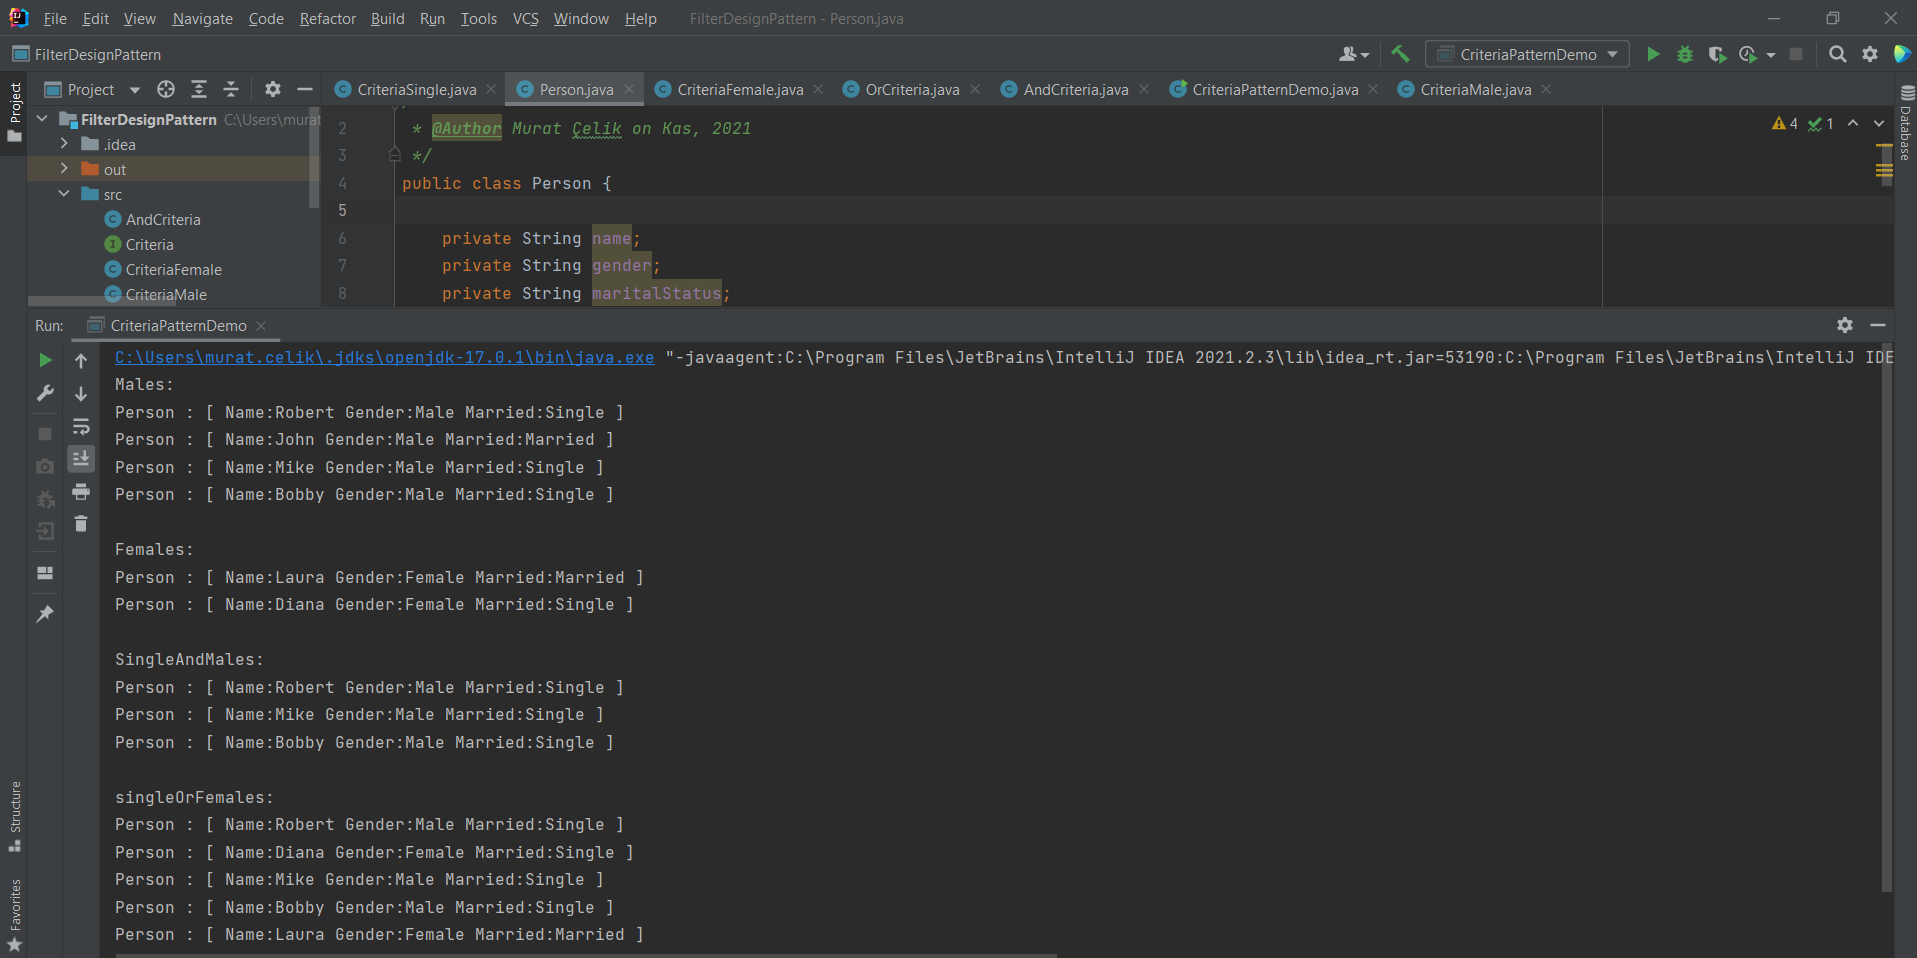 File Edit View Navigate Code Refactor Build Run Tools VCS Window Help FilterDesignPattern - Person.java
FilterDesignPattern CriteriaPatternDemo
Project Project CriteriaSingle.java Person.java CriteriaFemale.java OrCriteria.java AndCriteria.java CriteriaPatternDemo.java CriteriaMale.java Database
FilterDesignPattern C:\Users\murat
.idea
out
src
AndCriteria
Criteria
CriteriaFemale
CriteriaMale
2 * @Author Murat Çelik on Kas, 2021 4 1
3 */
4 public class Person {
5
6 private String name;
7 private String gender;
8 private String maritalStatus;
Run: CriteriaPatternDemo
C:\Users\murat.celik\.jdks\openjdk-17.0.1\bin\java.exe "-javaagent:C:\Program Files\JetBrains\IntelliJ IDEA 2021.2.3\lib\idea_rt.jar=53190:C:\Program Files\JetBrains\IntelliJ IDE
Males:
Person : [ Name:Robert Gender:Male Married:Single ]
Person : [ Name:John Gender:Male Married:Married ]
Person : [ Name:Mike Gender:Male Married:Single ]
Person : [ Name:Bobby Gender:Male Married:Single ]
Females:
Person : [ Name:Laura Gender:Female Married:Married ]
Person : [ Name:Diana Gender:Female Married:Single ]
SingleAndMales:
Person : [ Name:Robert Gender:Male Married:Single ]
Person : [ Name:Mike Gender:Male Married:Single ]
Person : [ Name:Bobby Gender:Male Married:Single ]
singleOrFemales:
Person : [ Name:Robert Gender:Male Married:Single ]
Person : [ Name:Diana Gender:Female Married:Single ]
Person : [ Name:Mike Gender:Male Married:Single ]
Person : [ Name:Bobby Gender:Male Married:Single ]
Person : [ Name:Laura Gender:Female Married:Married ]
Structure
Favorites